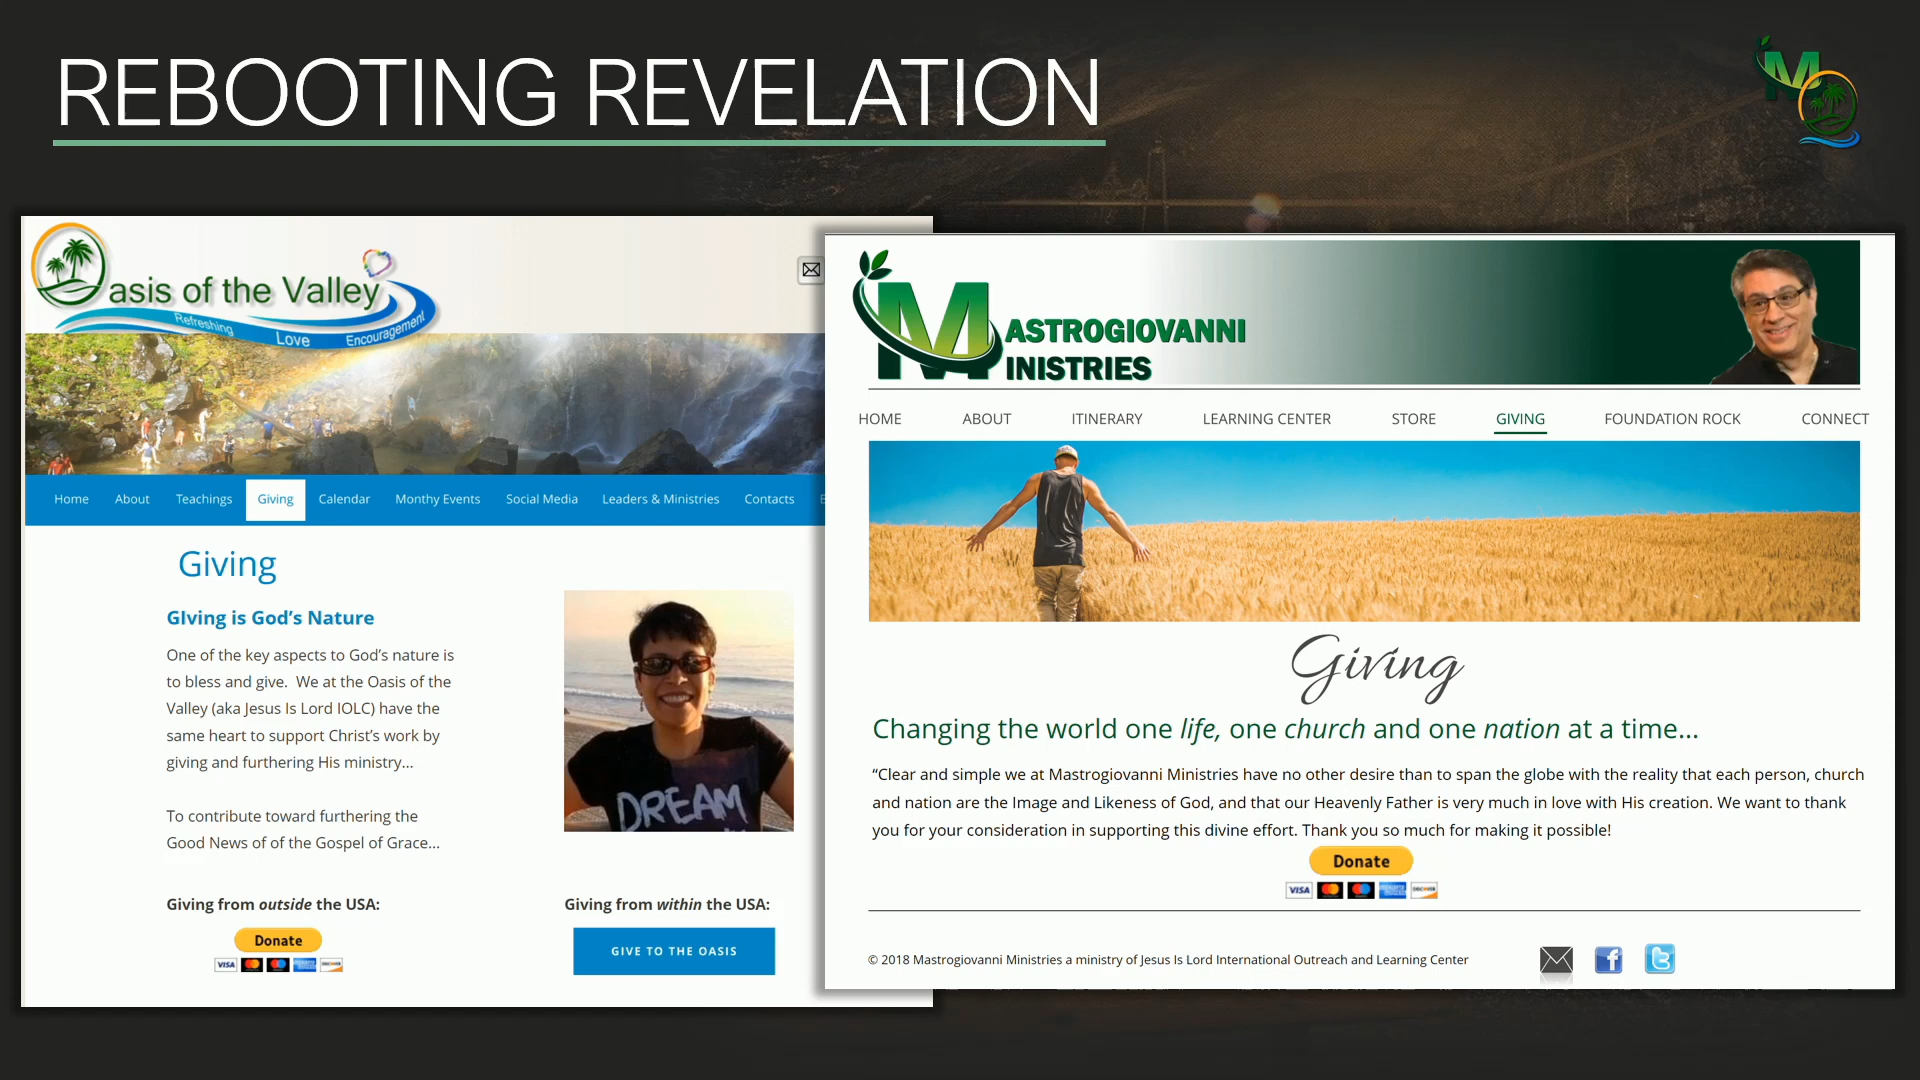 REBOOTING REVELATION
Oasis of the Valley
Refreshing Love Encouragement
Home About Teachings Giving Calendar Monthy Events Social Media Leaders & Ministries Contacts
Giving
GIving is God’s Nature
One of the key aspects to God’s nature is
to bless and give. We at the Oasis of the
Valley (aka Jesus Is Lord IOLC) have the
same heart to support Christ’s work by
giving and furthering His ministry...
To contribute toward furthering the
Good News of of the Gospel of Grace...
DREAM
Giving from outside the USA:
Donate
VISA
DISCOVER
Giving from within the USA:
GIVE TO THE OASIS
MASTROGIOVANNI
MINISTRIES
HOME ABOUT ITINERARY LEARNING CENTER STORE GIVING FOUNDATION ROCK CONNECT
Giving
Changing the world one life, one church and one nation at a time...
“Clear and simple we at Mastrogiovanni Ministries have no other desire than to span the globe with the reality that each person, church
and nation are the Image and Likeness of God, and that our Heavenly Father is very much in love with His creation. We want to thank
you for your consideration in supporting this divine effort. Thank you so much for making it possible!
Donate
VISA
DISCOVER
© 2018 Mastrogiovanni Ministries a ministry of Jesus Is Lord International Outreach and Learning Center